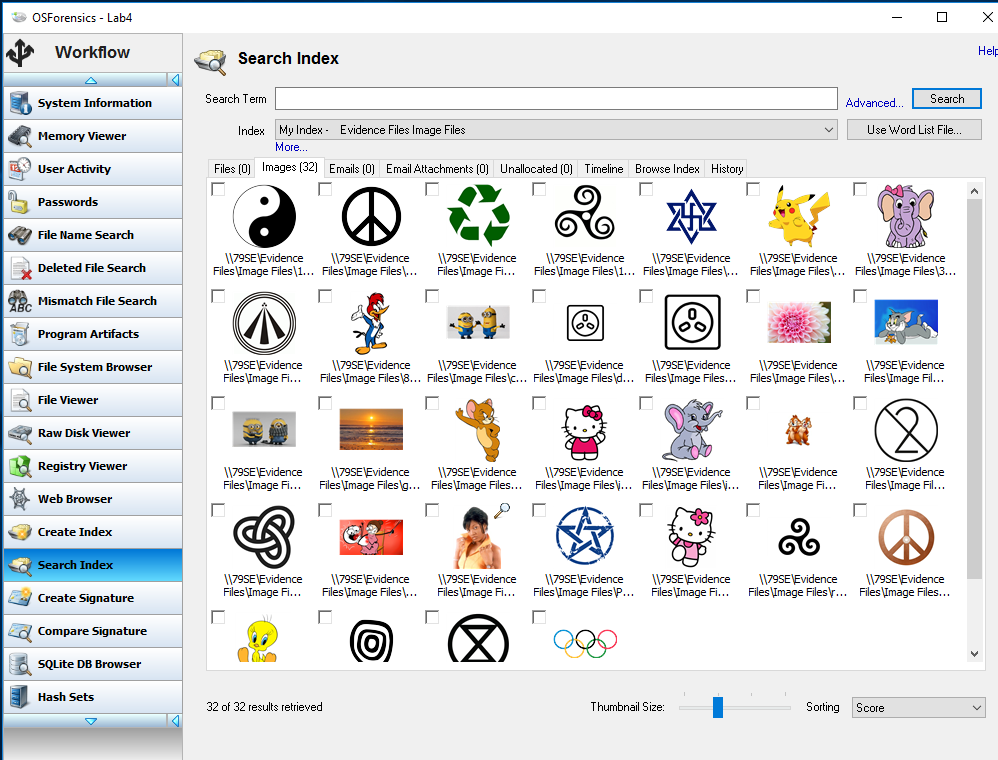 OSForensics - Lab4
Workflow
System Information
Memory Viewer
User Activity
Passwords
File Name Search
Deleted File Search
Mismatch File Search
ABC
Program Artifacts
File System Browser
File Viewer
Raw Disk Viewer
Registry Viewer
Web Browser
Create Index
Search Index
Create Signature
Compare Signature
SQLite DB Browser
Hash Sets
Search Index
Help
Search Term
Advanced...
Search
Index
My Index - Evidence Files Image Files
Use Word List File...
More...
Files (0) Images (32) Emails (0) Email Attachments (0) Unallocated (0) Timeline Browse Index History
\\79SE\Evidence
Files\Image Files\1...
\\79SE\Evidence
Files\Image Files\...
\\79SE\Evidence
Files\Image Fi...
\\79SE\Evidence
Files\Image Files\1...
\\79SE\Evidence
Files\Image Files\...
\\79SE\Evidence
Files\Image Files\...
\\79SE\Evidence
Files\Image Files\3...
\\79SE\Evidence
Files\Image Fi...
\\79SE\Evidence
Files\Image Files\8...
\\79SE\Evidence
Files\Image Files\c...
\\79SE\Evidence
Files\Image Files\d...
\\79SE\Evidence
Files\Image Files...
\\79SE\Evidence
Files\Image Files\...
\\79SE\Evidence
Files\Image Fil...
\\79SE\Evidence
Files\Image Fi...
\\79SE\Evidence
Files\Image Files\g...
\\79SE\Evidence
Files\Image Files...
\\79SE\Evidence
Files\Image Files\i...
\\79SE\Evidence
Files\Image Files\j...
\\79SE\Evidence
Files\Image Fi...
\\79SE\Evidence
Files\Image Fil...
\\79SE\Evidence
Files\Image Fi...
\\79SE\Evidence
Files\Image Files\...
\\79SE\Evidence
Files\Image Fil...
\\79SE\Evidence
Files\Image Files\P...
\\79SE\Evidence
Files\Image Fi...
\\79SE\Evidence
Files\Image Files\r...
\\79SE\Evidence
Files\Image Files...
32 of 32 results retrieved
Thumbnail Size:
Sorting
Score